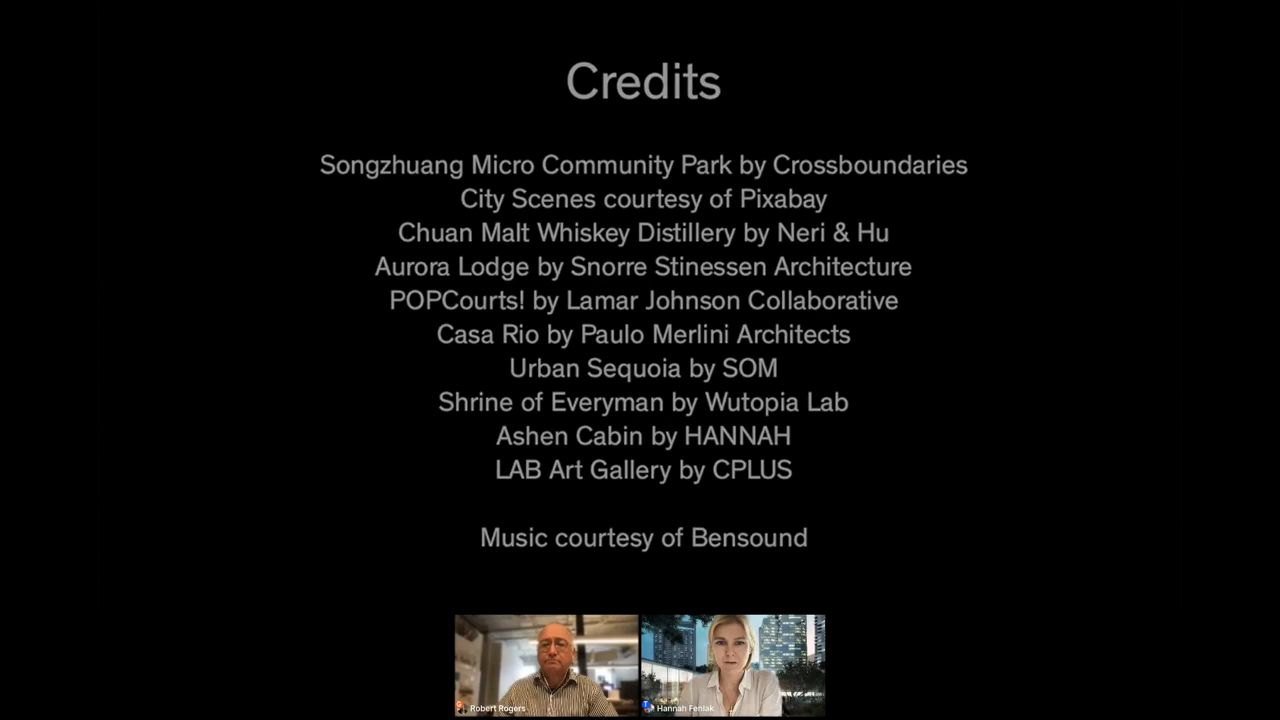 Credits
Songzhuang Micro Community Park by Crossboundaries
City Scenes courtesy of Pixabay
Chuan Malt Whiskey Distillery by Neri & Hu
Aurora Lodge by Snorre Stinessen Architecture
POPCourts! by Lamar Johnson Collaborative
Casa Rio by Paulo Merlini Architects
Urban Sequoia by SOM
Shrine of Everyman by Wutopia Lab
Ashen Cabin by HANNAH
LAB Art Gallery by CPLUS
Music courtesy of Bensound
Robert Rogers
Hannah Feniak